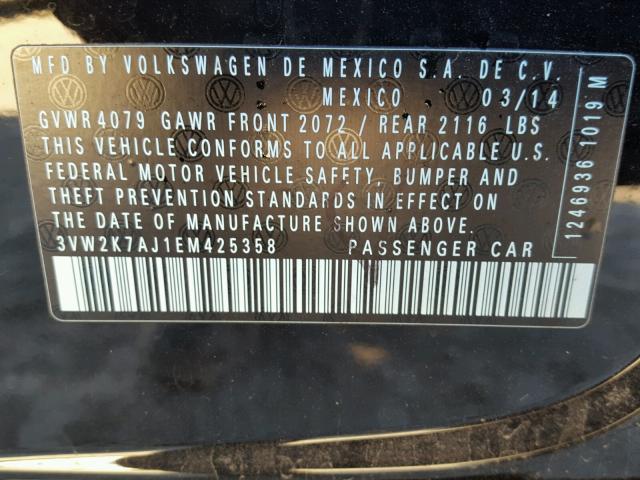 MFD BY VOLKSWAGEN DE MEXICO S.A. DE C.V.
MEXICO 03/14
GVWR 4079 GAWR FRONT 2072 / REAR 2116 LBS
THIS VEHICLE CONFORMS TO ALL APPLICABLE U.S.
FEDERAL MOTOR VEHICLE SAFETY, BUMPER AND
THEFT PREVENTION STANDARDS IN EFFECT ON
THE DATE OF MANUFACTURE SHOWN ABOVE.
3VW2K7AJ1EM425358 PASSENGER CAR
1246936 1019 M